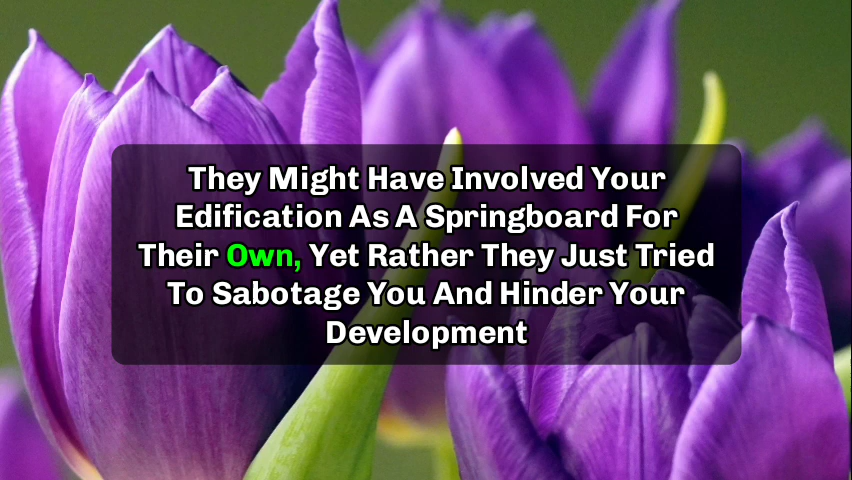 They Might Have Involved Your
Edification As A Springboard For
Their Own, Yet Rather They Just Tried
To Sabotage You And Hinder Your
Development